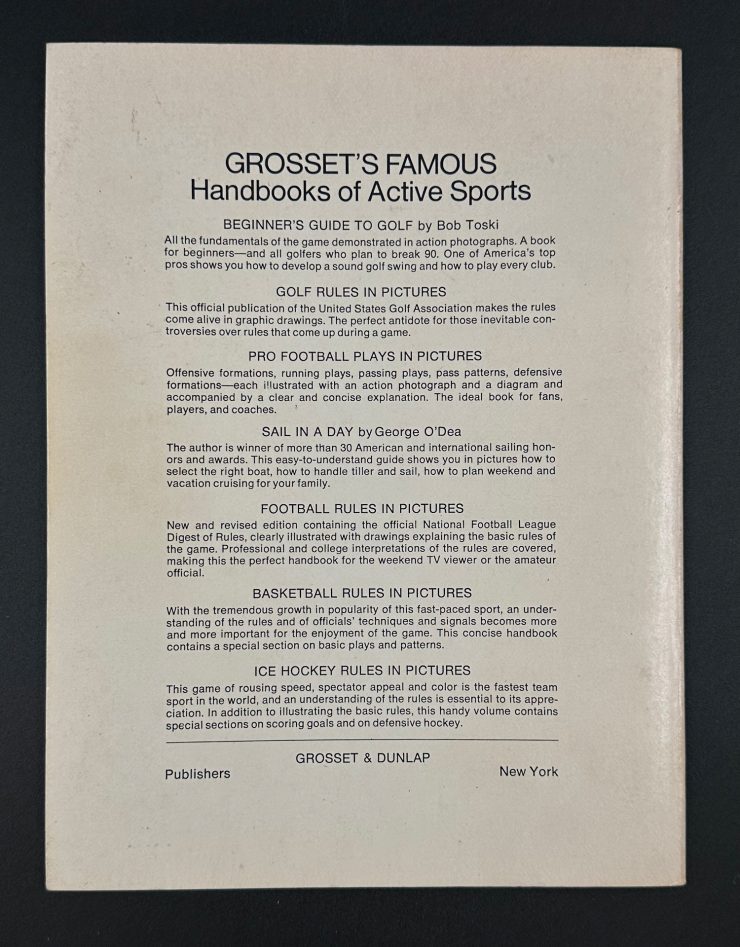 GROSSET'S FAMOUS
Handbooks of Active Sports
BEGINNER'S GUIDE TO GOLF by Bob Toski
All the fundamentals of the game demonstrated in action photographs. A book
for beginners—and all golfers who plan to break 90. One of America's top
pros shows you how to develop a sound golf swing and how to play every club.
GOLF RULES IN PICTURES
This official publication of the United States Golf Association makes the rules
come alive in graphic drawings. The perfect antidote for those inevitable con-
troversies over rules that come up during a game.
PRO FOOTBALL PLAYS IN PICTURES
Offensive formations, running plays, passing plays, pass patterns, defensive
formations—each illustrated with an action photograph and a diagram and
accompanied by a clear and concise explanation. The ideal book for fans,
players, and coaches.
SAIL IN A DAY by George O'Dea
The author is winner of more than 30 American and international sailing hon-
ors and awards. This easy-to-understand guide shows you in pictures how to
select the right boat, how to handle tiller and sail, how to plan weekend and
vacation cruising for your family.
FOOTBALL RULES IN PICTURES
New and revised edition containing the official National Football League
Digest of Rules, clearly illustrated with drawings explaining the basic rules of
the game. Professional and college interpretations of the rules are covered,
making this the perfect handbook for the weekend TV viewer or the amateur
official.
BASKETBALL RULES IN PICTURES
With the tremendous growth in popularity of this fast-paced sport, an under-
standing of the rules and of officials' techniques and signals becomes more
and more important for the enjoyment of the game. This concise handbook
contains a special section on basic plays and patterns.
ICE HOCKEY RULES IN PICTURES
This game of rousing speed, spectator appeal and color is the fastest team
sport in the world, and an understanding of the rules is essential to its appre-
ciation. In addition to illustrating the basic rules, this handy volume contains
special sections on scoring goals and on defensive hockey.
GROSSET & DUNLAP
Publishers New York